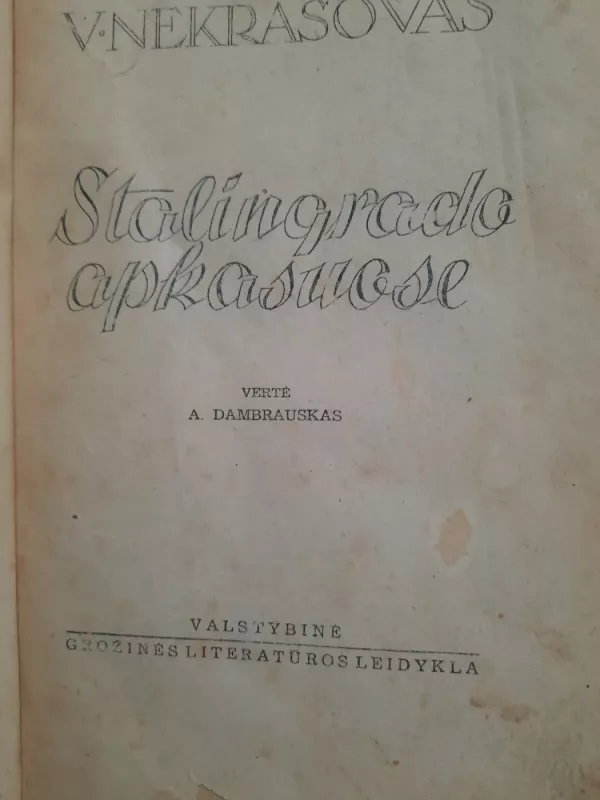 V·NEKRASOVAS
Stalingrado
apkasuose
VERTĖ
A. DAMBRAUSKAS
VALSTYBINĖ
GROŽINĖS LITERATŪROS LEIDYKLA